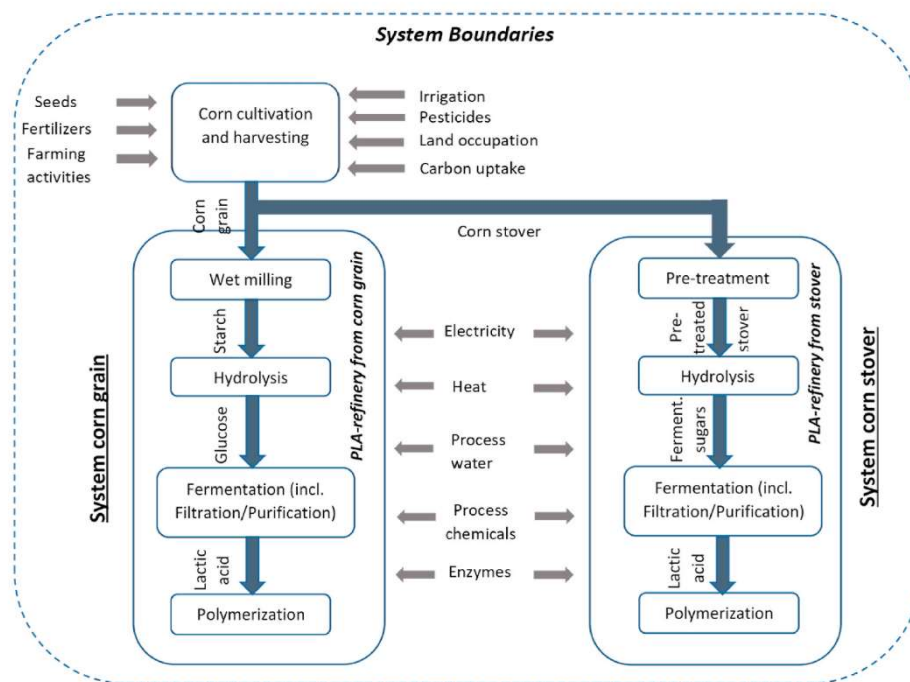 System Boundaries
Seeds
Fertilizers
Farming
activities
Corn cultivation
and harvesting
Irrigation
Pesticides
Land occupation
Carbon uptake
Corn
grain
Corn stover
System corn grain
PLA-refinery from corn grain
Wet milling
Starch
Hydrolysis
Glucose
Fermentation (incl.
Filtration/Purification)
Lactic
acid
Polymerization
Electricity
Heat
Process
water
Process
chemicals
Enzymes
Pre-treatment
Pre-
treated
stover
Hydrolysis
Ferment.
sugars
Fermentation (incl.
Filtration/Purification)
Lactic
acid
Polymerization
PLA-refinery from stover
System corn stover